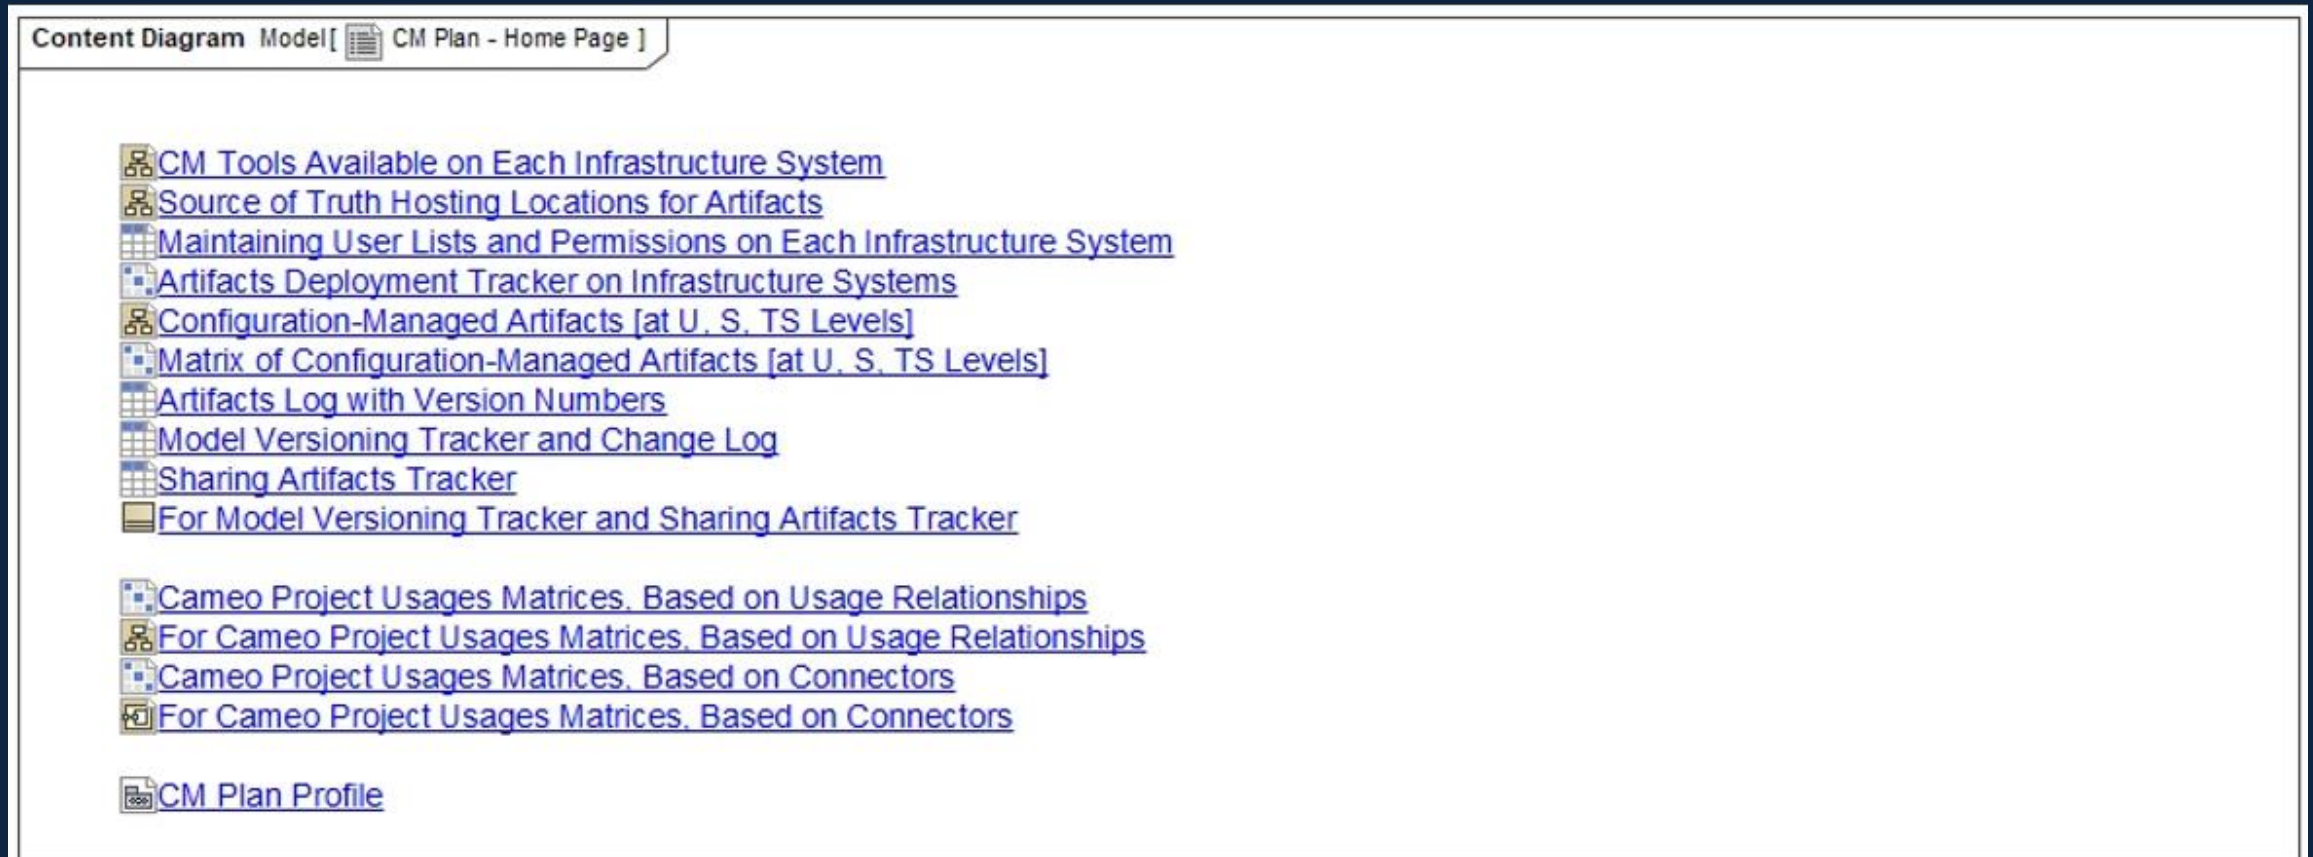 Content Diagram Model[ CM Plan - Home Page ]
CM Tools Available on Each Infrastructure System
Source of Truth Hosting Locations for Artifacts
Maintaining User Lists and Permissions on Each Infrastructure System
Artifacts Deployment Tracker on Infrastructure Systems
Configuration-Managed Artifacts [at U, S, TS Levels]
Matrix of Configuration-Managed Artifacts [at U, S, TS Levels]
Artifacts Log with Version Numbers
Model Versioning Tracker and Change Log
Sharing Artifacts Tracker
For Model Versioning Tracker and Sharing Artifacts Tracker
Cameo Project Usages Matrices, Based on Usage Relationships
For Cameo Project Usages Matrices, Based on Usage Relationships
Cameo Project Usages Matrices, Based on Connectors
For Cameo Project Usages Matrices, Based on Connectors
CM Plan Profile